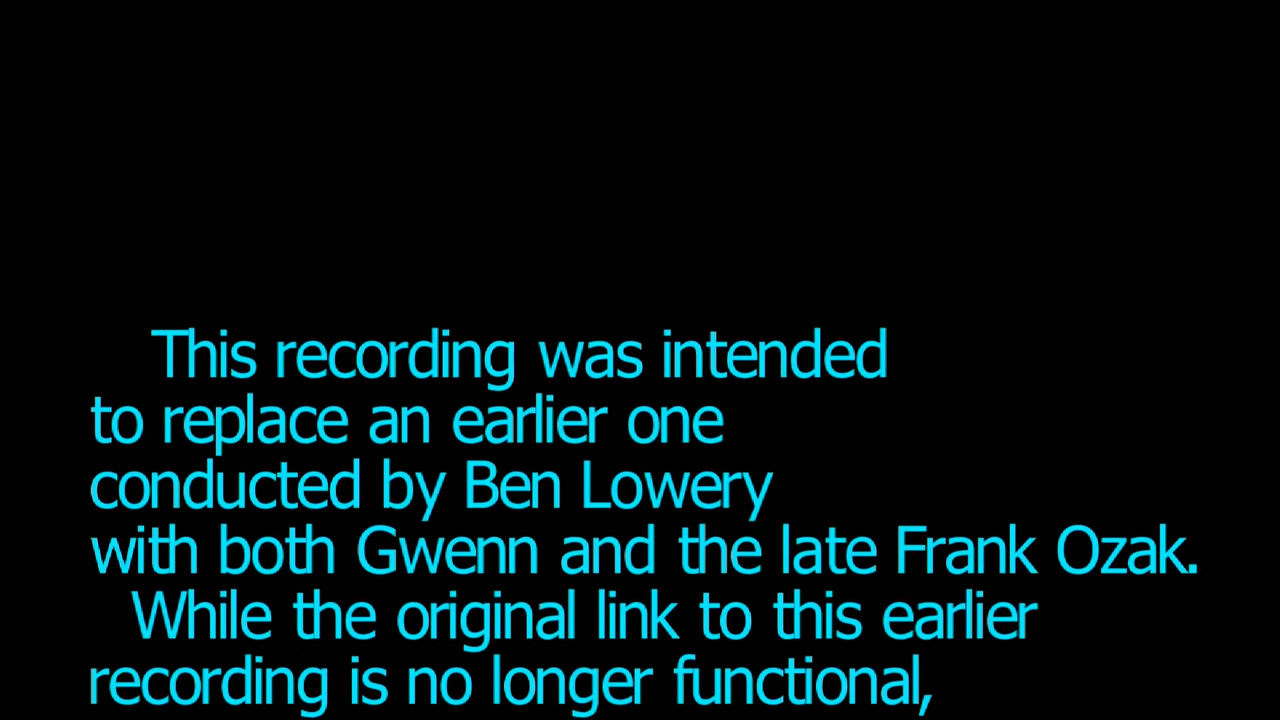 This recording was intended
to replace an earlier one
conducted by Ben Lowery
with both Gwenn and the late Frank Ozak.
While the original link to this earlier
recording is no longer functional,